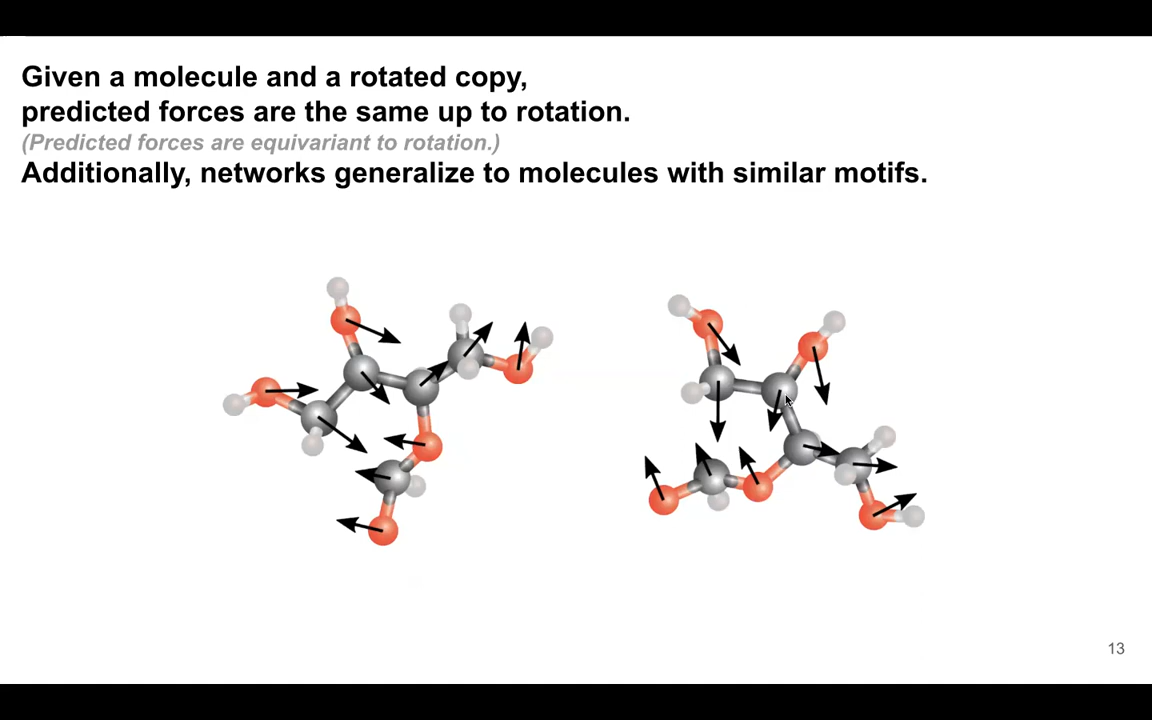 Given a molecule and a rotated copy,
predicted forces are the same up to rotation.
(Predicted forces are equivariant to rotation.)
Additionally, networks generalize to molecules with similar motifs.
13